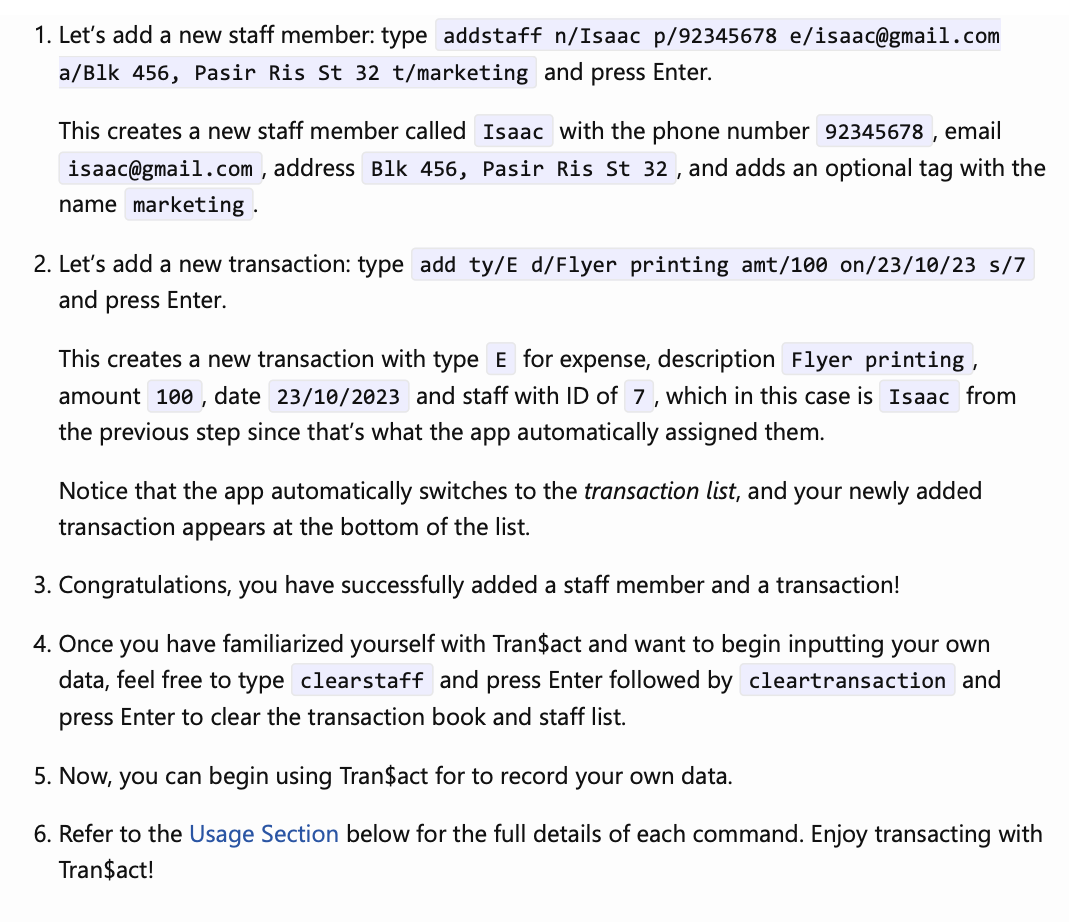 1. Let's add a new staff member: type addstaff n/Isaac p/92345678 e/isaac@gmail.com
a/Blk 456, Pasir Ris St 32 t/marketing and press Enter.
This creates a new staff member called Isaac with the phone number 92345678, email
isaac@gmail.com, address Blk 456, Pasir Ris St 32, and adds an optional tag with the
name marketing.
2. Let's add a new transaction: type add ty/E d/Flyer printing amt/100 on/23/10/23 s/7
and press Enter.
This creates a new transaction with type E for expense, description Flyer printing,
amount 100, date 23/10/2023 and staff with ID of 7, which in this case is Isaac from
the previous step since that's what the app automatically assigned them.
Notice that the app automatically switches to the transaction list, and your newly added
transaction appears at the bottom of the list.
3. Congratulations, you have successfully added a staff member and a transaction!
4. Once you have familiarized yourself with Tran$act and want to begin inputting your own
data, feel free to type clearstaff and press Enter followed by cleartransaction and
press Enter to clear the transaction book and staff list.
5. Now, you can begin using Tran$act for to record your own data.
6. Refer to the Usage Section below for the full details of each command. Enjoy transacting with
Tran$act!